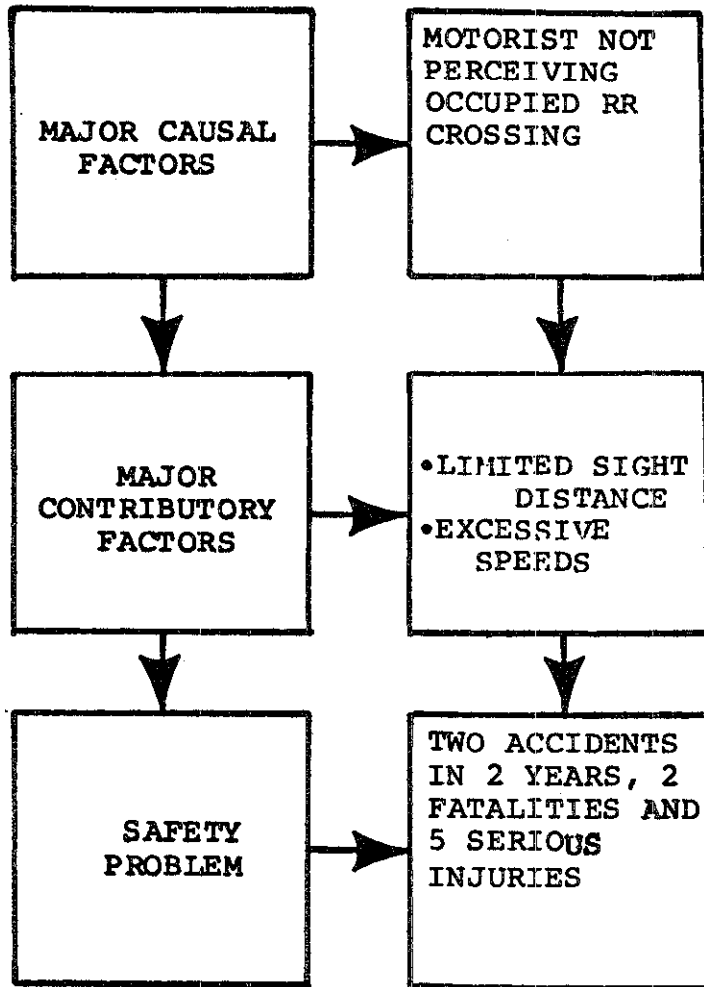 MAJOR CAUSAL
FACTORS
MOTORIST NOT
PERCEIVING
OCCUPIED RR
CROSSING
MAJOR
CONTRIBUTORY
FACTORS
•LIMITED SIGHT
DISTANCE
•EXCESSIVE
SPEEDS
SAFETY
PROBLEM
TWO ACCIDENTS
IN 2 YEARS, 2
FATALITIES AND
5 SERIOUS
INJURIES